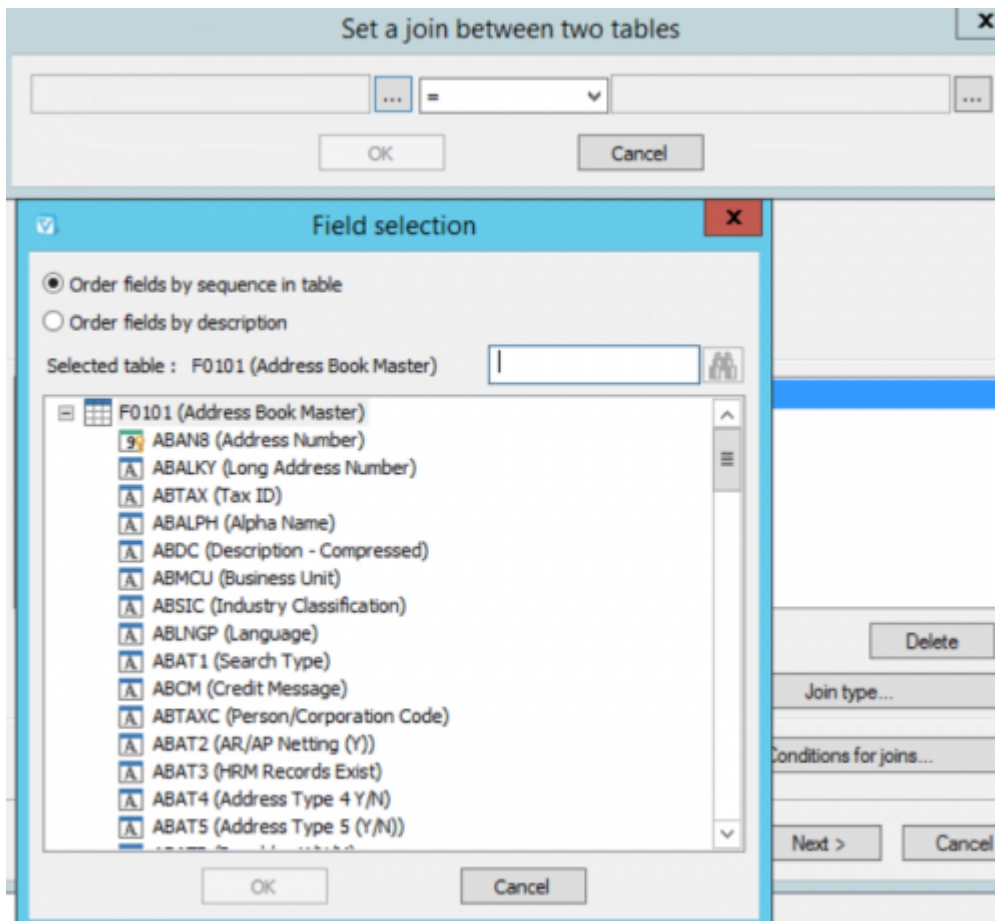 Set a join between two tables
x
... = ...
OK Cancel
Field selection
x
Order fields by sequence in table
Order fields by description
Selected table : F0101 (Address Book Master)
F0101 (Address Book Master)
ABAN8 (Address Number)
ABALKY (Long Address Number)
ABTAX (Tax ID)
ABALPH (Alpha Name)
ABDC (Description - Compressed)
ABMCU (Business Unit)
ABSIC (Industry Classification)
ABLNGP (Language)
ABAT1 (Search Type)
ABCM (Credit Message)
ABTAXC (Person/Corporation Code)
ABAT2 (AR/AP Netting (Y))
ABAT3 (HRM Records Exist)
ABAT4 (Address Type 4 Y/N)
ABAT5 (Address Type 5 (Y/N))
OK Cancel
Delete
Join type...
Conditions for joins...
Next > Cancel